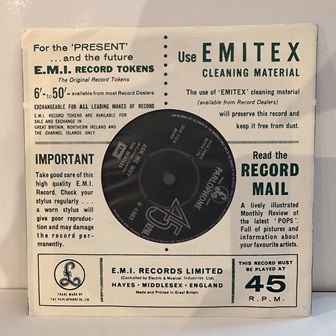 For the 'PRESENT'
... and the future
E.M.I. RECORD TOKENS
The Original Record Tokens
6'- to 50'- available from most Record Dealers
EXCHANGEABLE FOR ALL LEADING MAKES OF RECORD
E.M.I. RECORD TOKENS ARE AVAILABLE FOR
SALE AND EXCHANGE IN
GREAT BRITAIN, NORTHERN IRELAND AND
THE CHANNEL ISLANDS ONLY
Use EMITEX
CLEANING MATERIAL
The use of 'EMITEX' cleaning material
(available from Record Dealers)
will preserve this record and
keep it free from dust.
IMPORTANT
Take good care of this
high quality E.M.I.
Record. Check your
stylus regularly ...
a worn stylus will
give poor reproduc-
tion and may damage
the record per-
manently.
PARLOPHONE
45
ASK ME WHY
THE BEATLES
Read the
RECORD
MAIL
A lively illustrated
Monthly Review of
the latest 'POPS'.
Full of pictures and
information about
your favourite artists.
TRADE MARK OF
THE PARLOPHONE Co. LTD
E.M.I. RECORDS LIMITED
(Controlled by Electric & Musical Industries Ltd)
HAYES · MIDDLESEX · ENGLAND
Made and Printed in Great Britain
THIS RECORD MUST
BE PLAYED AT
45
R.P.M.